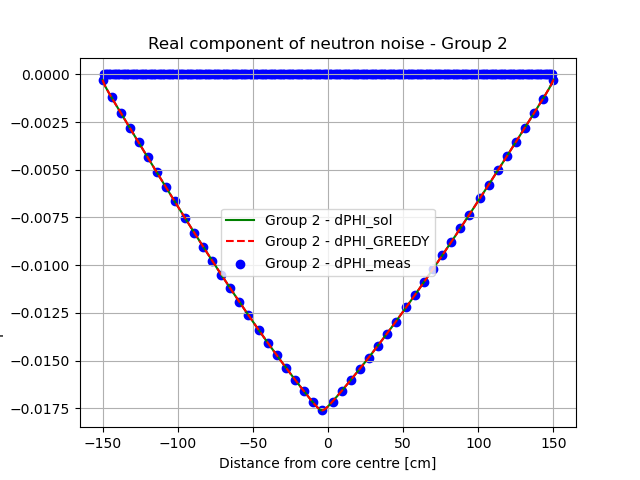 Real component of neutron noise - Group 2
0.0000
−0.0025
−0.0050
−0.0075
−0.0100
−0.0125
−0.0150
−0.0175
Group 2 - dPHI_sol
Group 2 - dPHI_GREEDY
Group 2 - dPHI_meas
−150 −100 −50 0 50 100 150
Distance from core centre [cm]